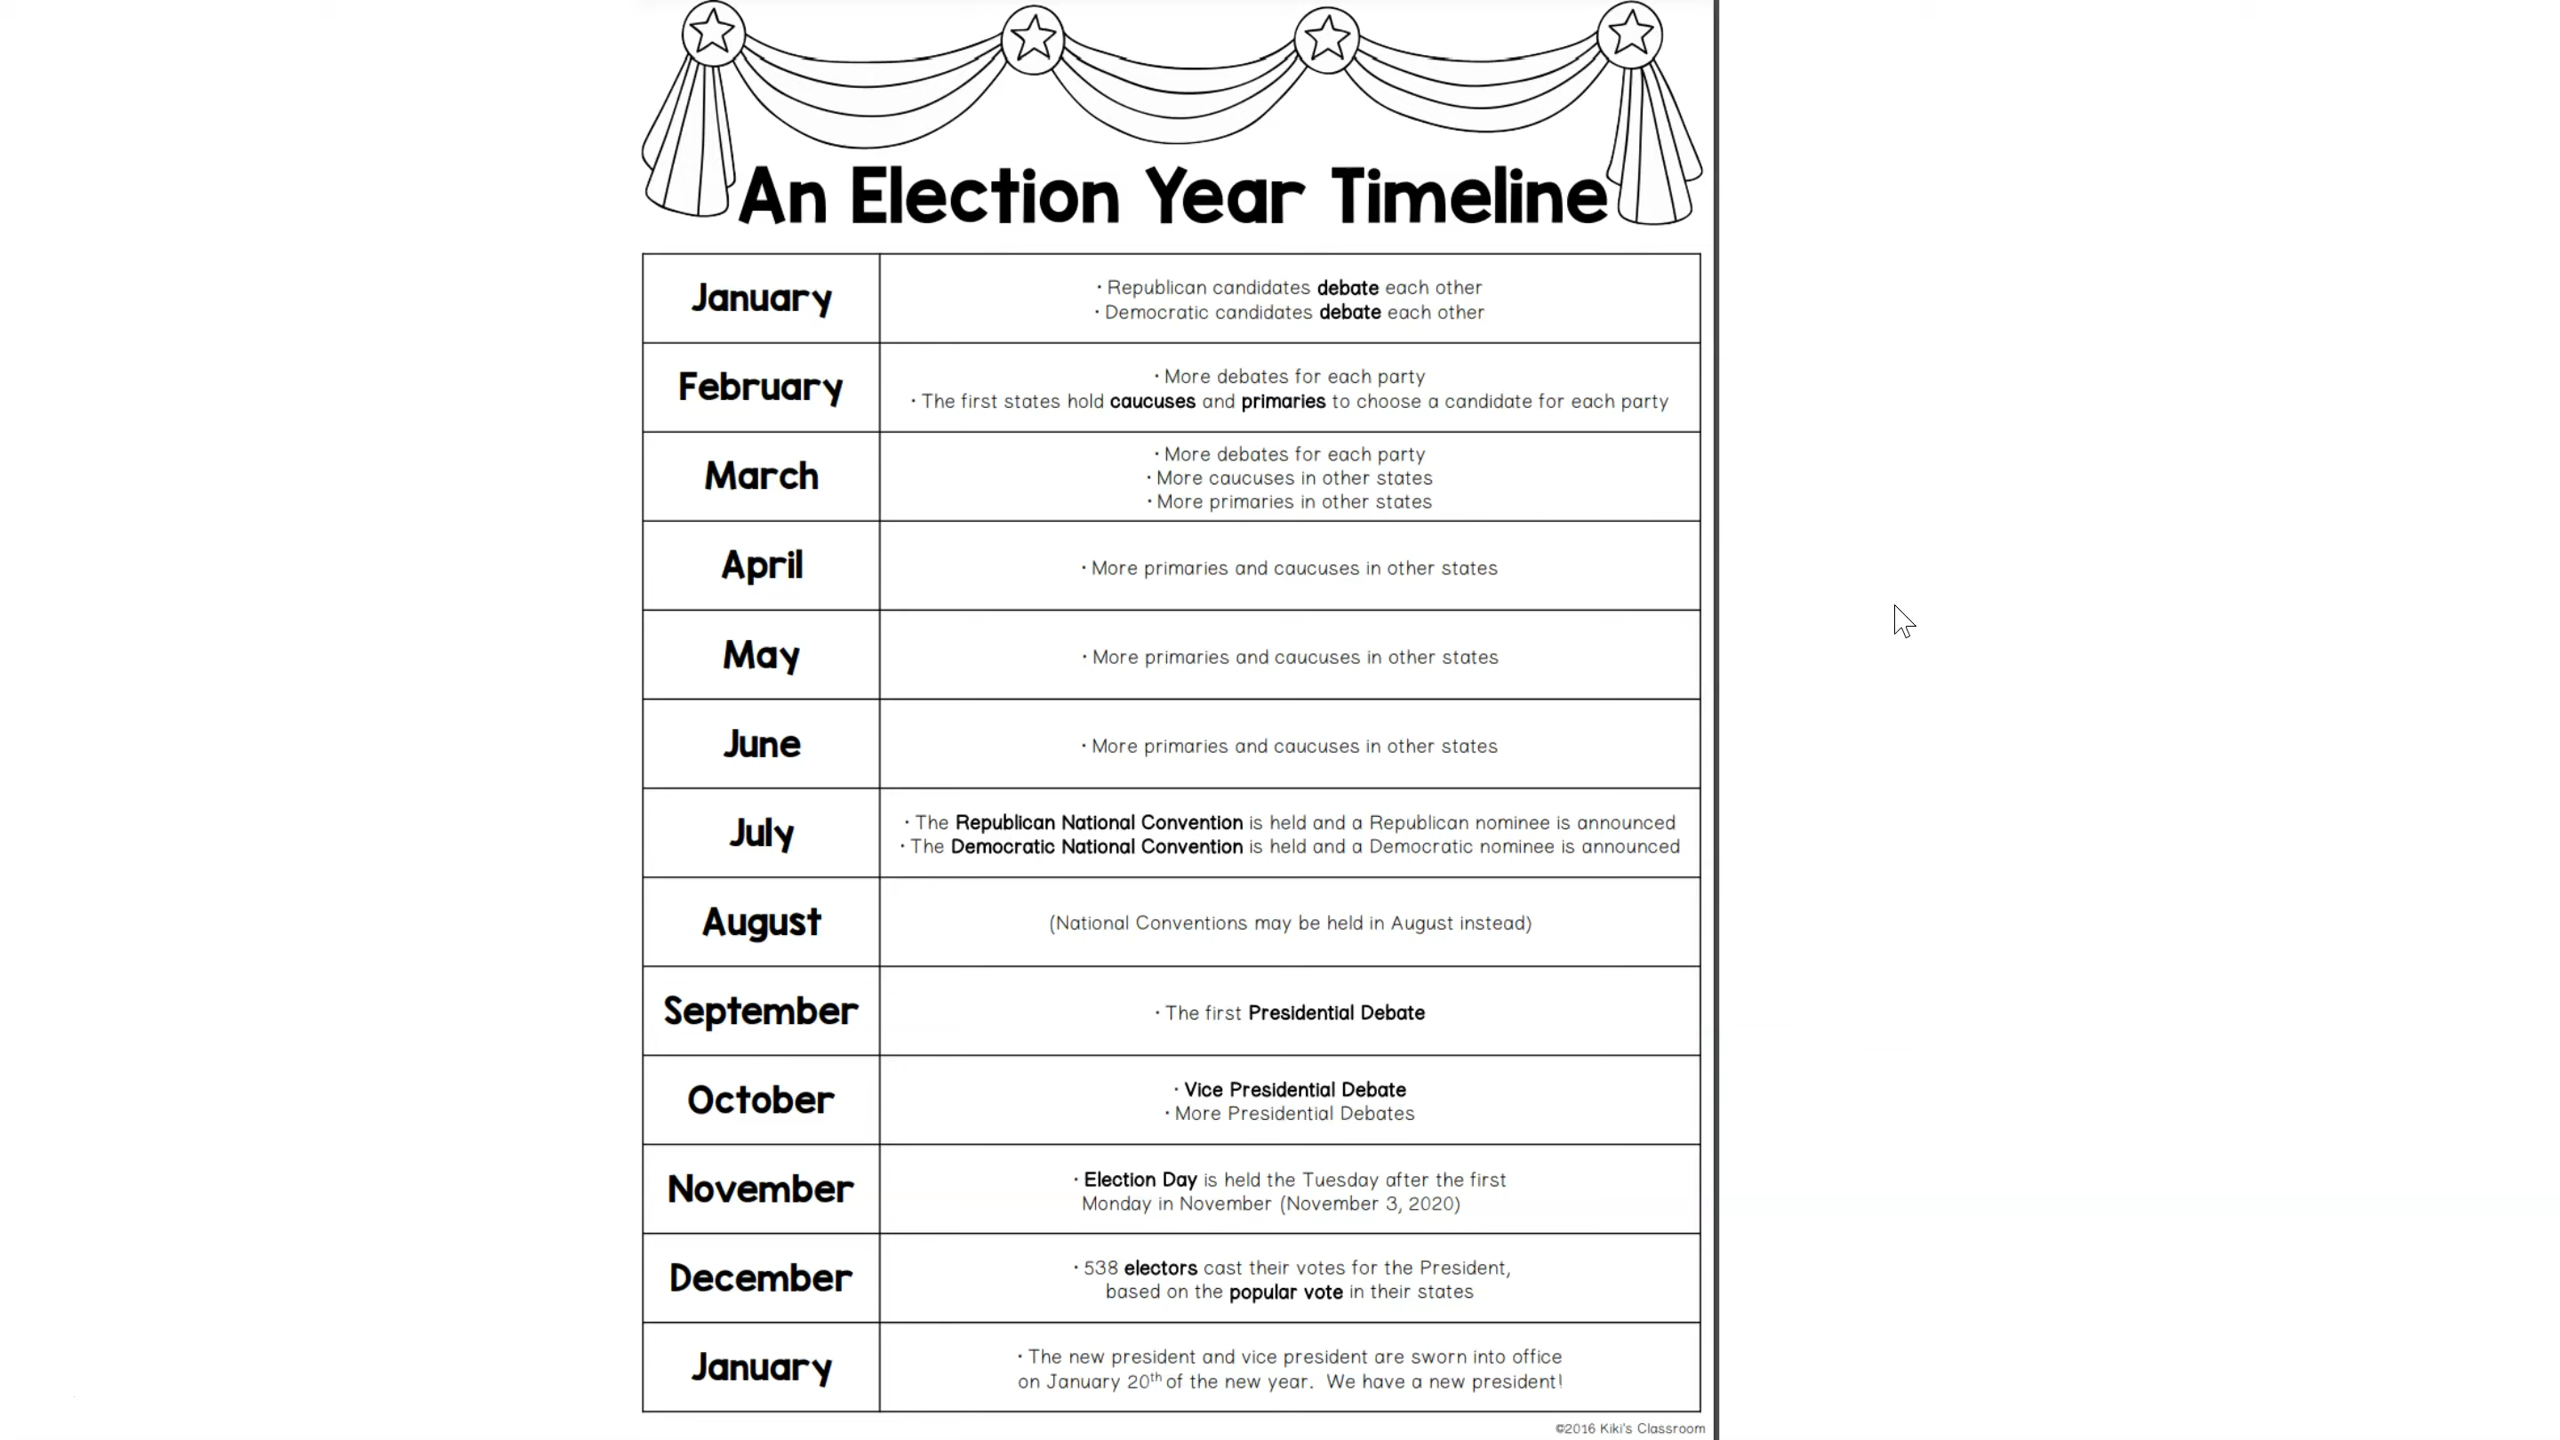 An Election Year Timeline
January
· Republican candidates debate each other
· Democratic candidates debate each other
February
· More debates for each party
· The first states hold caucuses and primaries to choose a candidate for each party
March
· More debates for each party
· More caucuses in other states
· More primaries in other states
April
· More primaries and caucuses in other states
May
· More primaries and caucuses in other states
June
· More primaries and caucuses in other states
July
· The Republican National Convention is held and a Republican nominee is announced
· The Democratic National Convention is held and a Democratic nominee is announced
August
(National Conventions may be held in August instead)
September
· The first Presidential Debate
October
· Vice Presidential Debate
· More Presidential Debates
November
· Election Day is held the Tuesday after the first
Monday in November (November 3, 2020)
December
· 538 electors cast their votes for the President,
based on the popular vote in their states
January
· The new president and vice president are sworn into office
on January 20th of the new year. We have a new president!
©2016 Kiki's Classroom